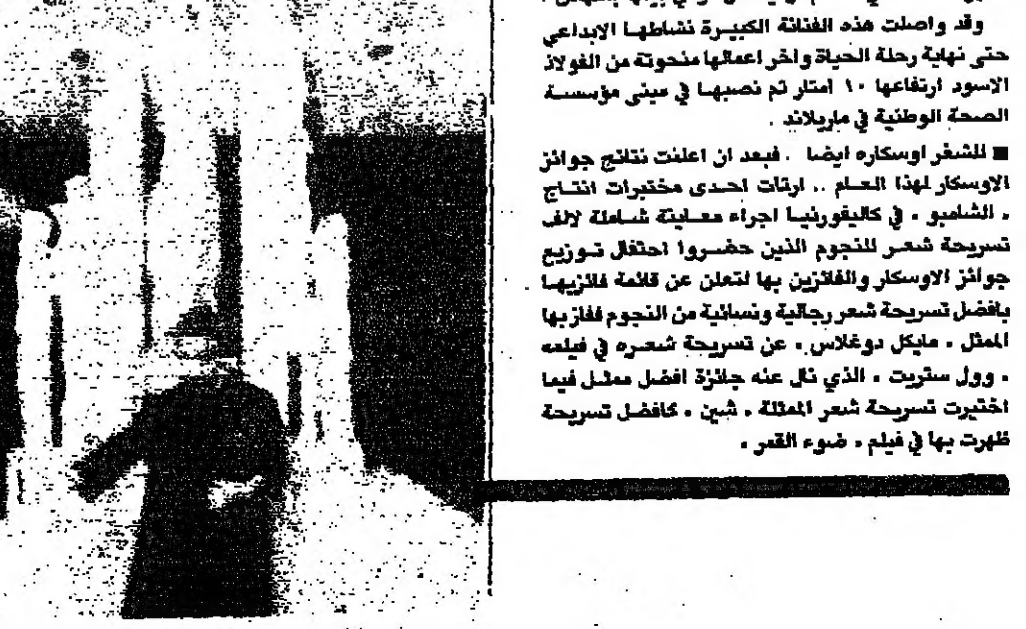 وقد واصلت هذه الفنانة الكبيرة نشاطها الابداعي
حتى نهاية رحلة الحياة واخر اعمالها منحوتة من الفولاذ
الاسود ارتفاعها ١٠ امتار تم نصبها في مبنى مؤسسة
الصحة الوطنية في ماريلاند .
■ للشعر اوسكاره ايضا . فبعد ان اعلنت نتائج جوائز
الاوسكار لهذا العام .. ارتات احدى مختبرات انتاج
« الشامبو » في كاليفورنيا اجراء معاينة شاملة لالف
تسريحة شعر للنجوم الذين حضروا احتفال توزيع
جوائز الاوسكار والفائزين بها لتعلن عن قائمة فائزيها
بافضل تسريحة شعر رجالية ونسائية من النجوم ففاز بها
الممثل « مايكل دوغلاس » عن تسريحة شعره في فيلمه
« وول ستريت » الذي نال عنه جائزة افضل ممثل فيما
اختيرت تسريحة شعر الممثلة « شين » كافضل تسريحة
ظهرت بها في فيلم « ضوء القمر »